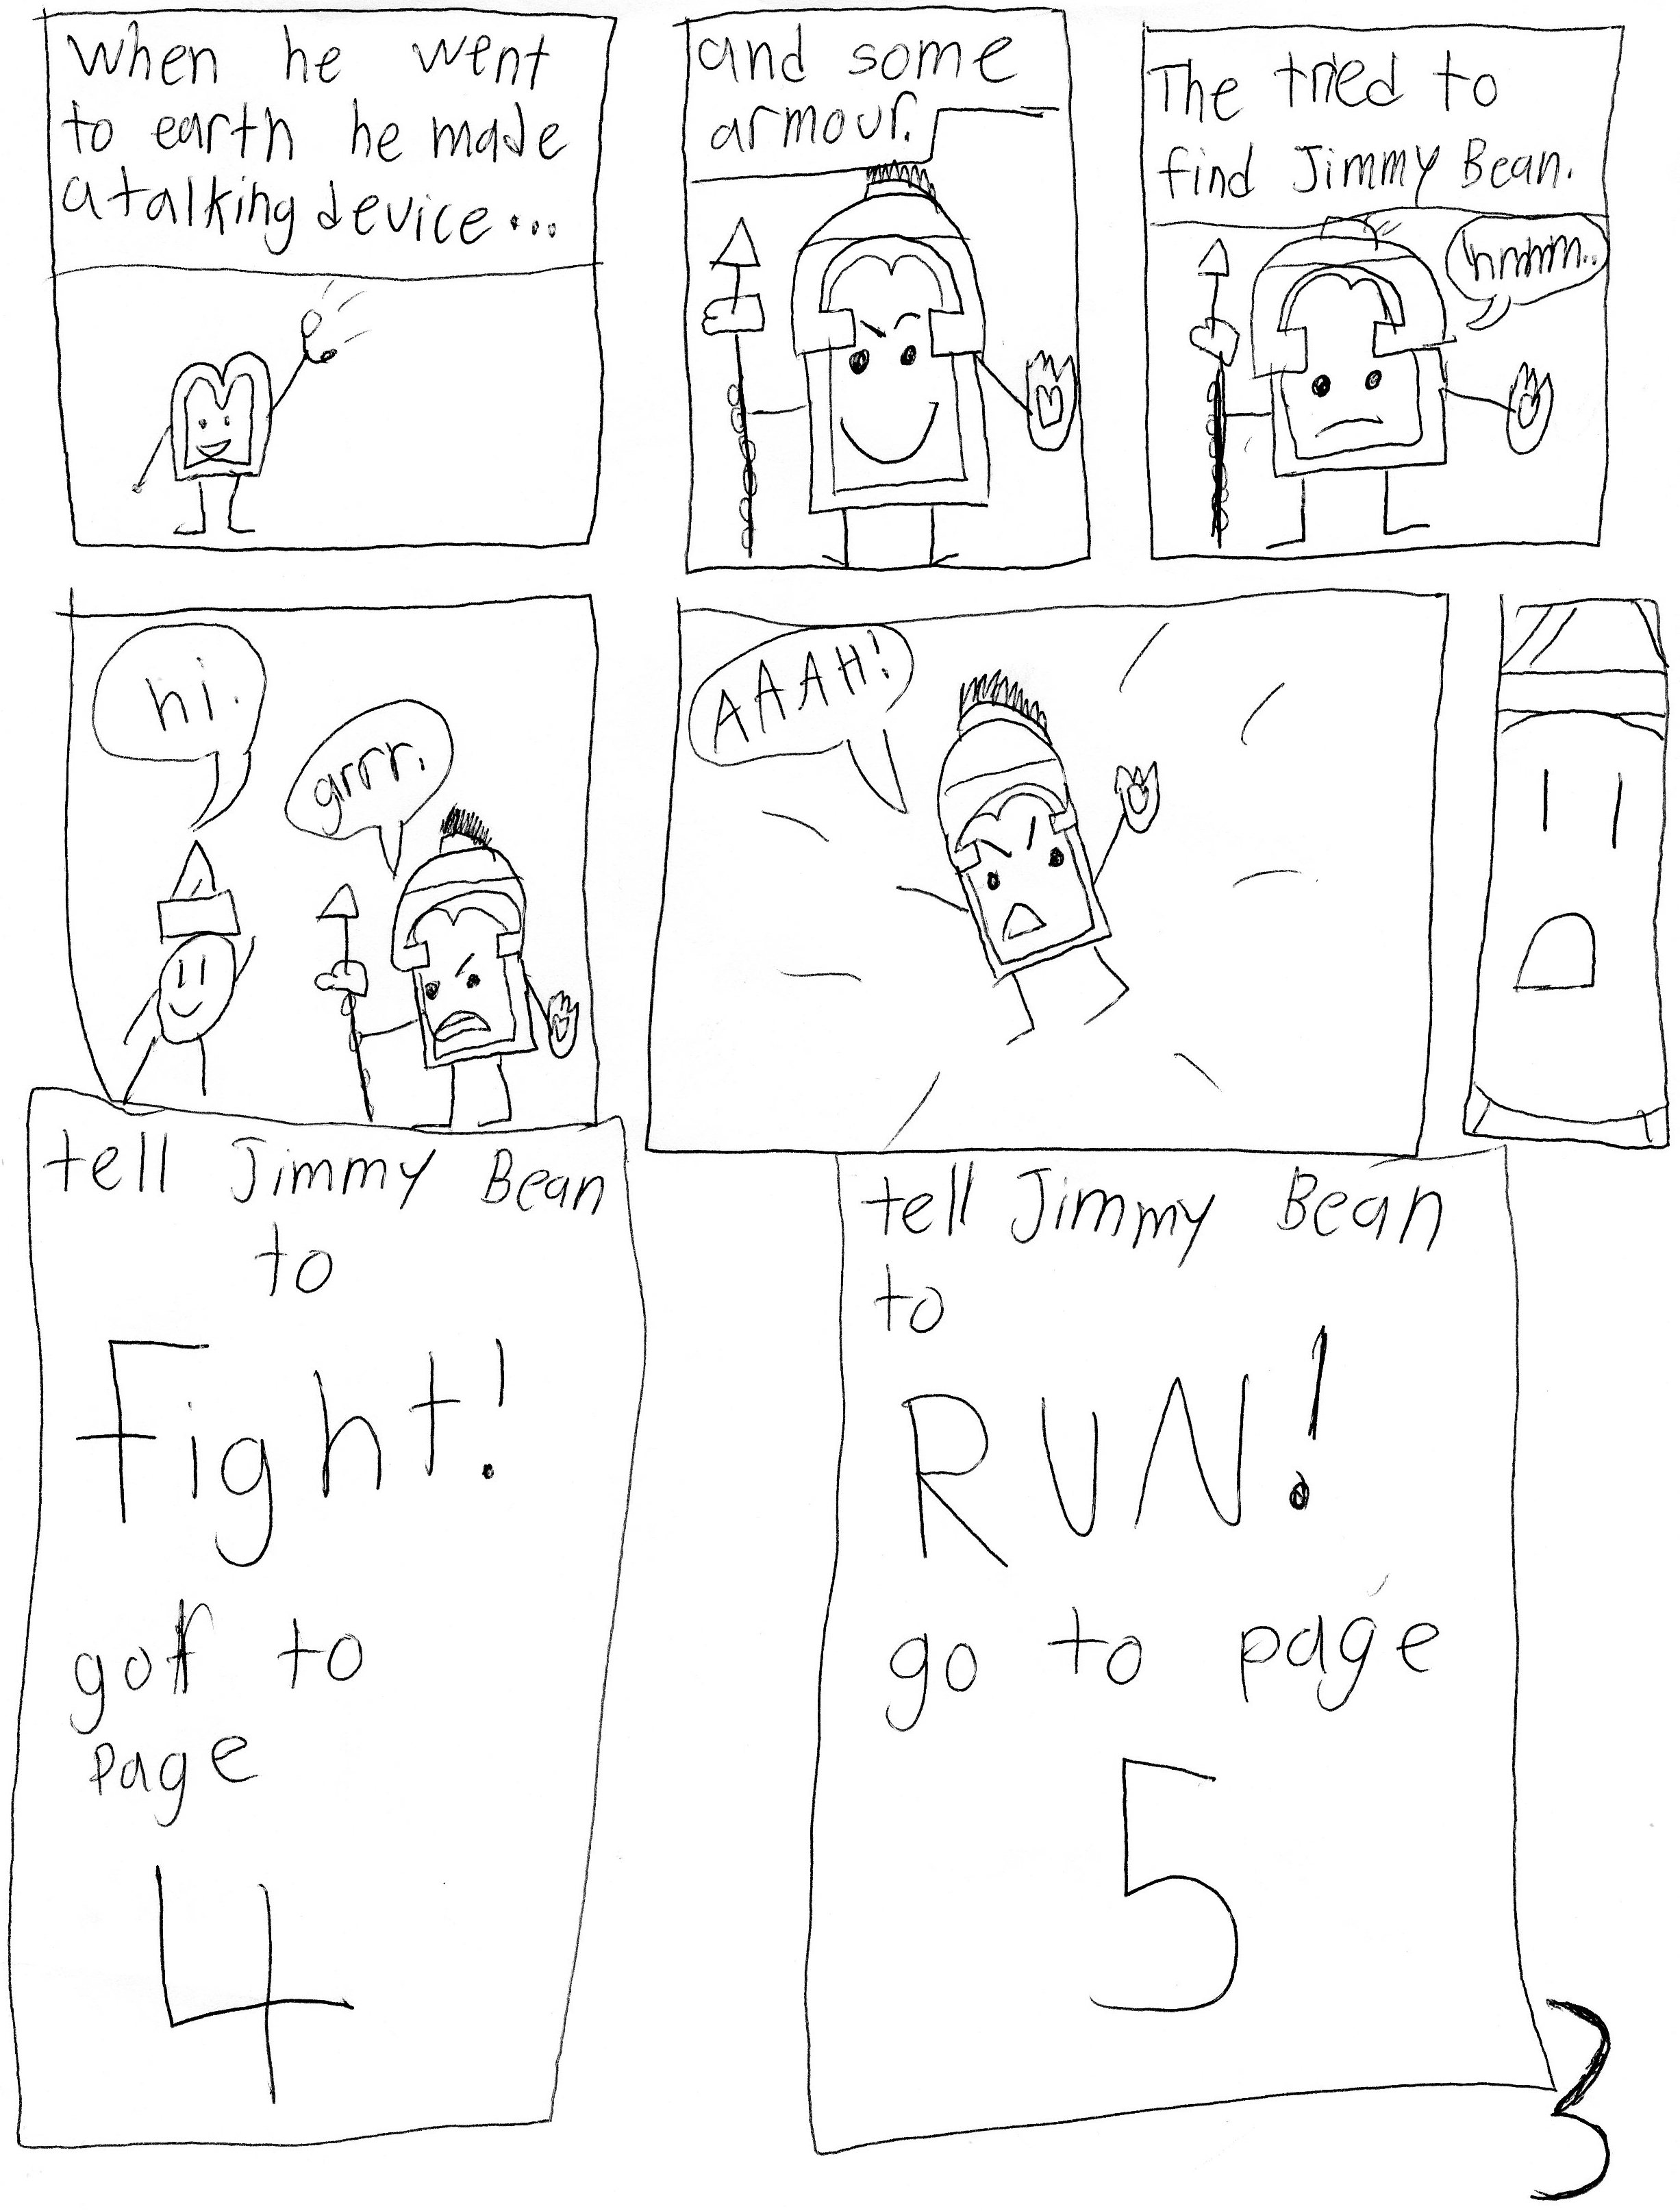 When he went
to earth he made
a talking device...
and some
armour.
The tried to
find Jimmy Bean.
hmmm..
hi.
grrr.
AAAH!
tell Jimmy Bean
to
Fight!
got to
page
4
tell Jimmy Bean
to
RUN!
go to page
5
3